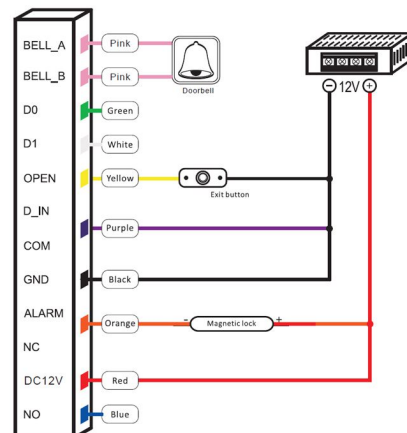 BELL_A Pink
Doorbell
BELL_B Pink
D0 Green
D1 White
− 12V +
OPEN Yellow
Exit button
D_IN
Purple
COM
GND Black
ALARM
Orange - Magnetic lock +
NC
DC12V Red
NO Blue